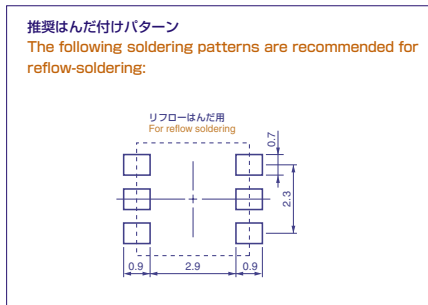 推奨はんだ付けパターン
The following soldering patterns are recommended for
reflow-soldering:
リフローはんだ用
For reflow soldering
0.7
2.3
0.9
2.9
0.9